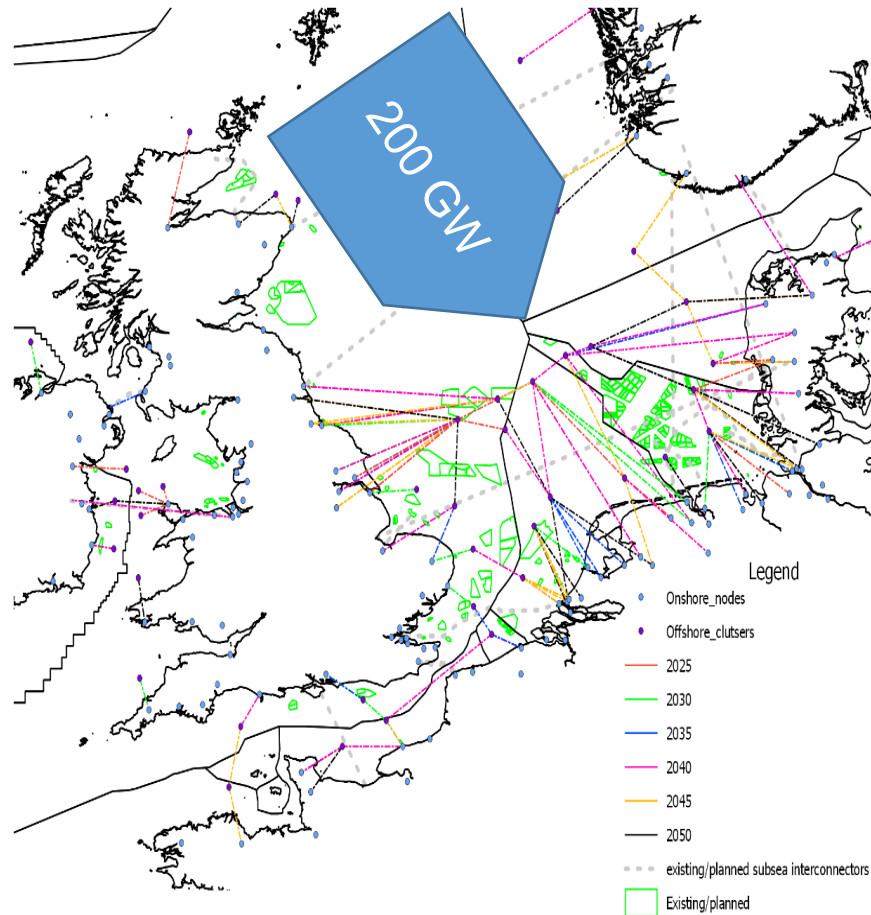 200 GW
Legend
Onshore_nodes
Offshore_clutsers
2025
2030
2035
2040
2045
2050
existing/planned subsea interconnectors
Existing/planned